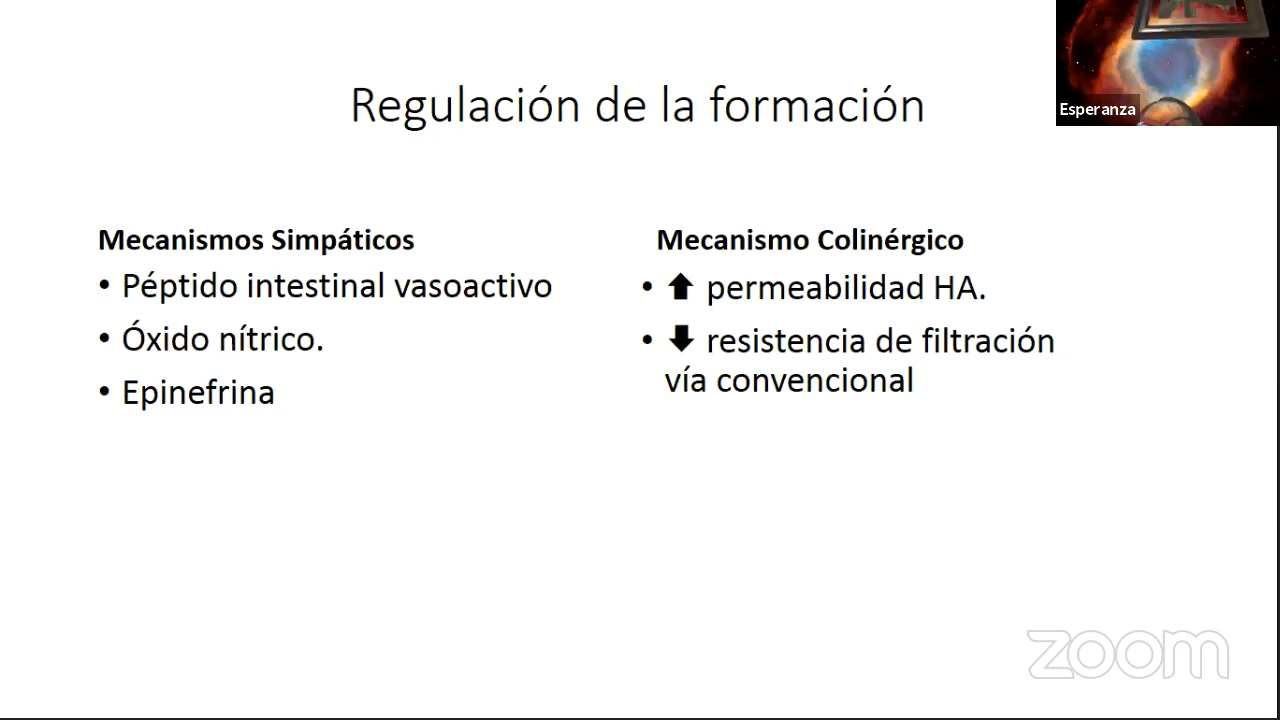 Regulación de la formación
Esperanza
Mecanismos Simpáticos
• Péptido intestinal vasoactivo
• Óxido nítrico.
• Epinefrina
Mecanismo Colinérgico
• ⬆ permeabilidad HA.
• ⬇ resistencia de filtración
vía convencional
zoom